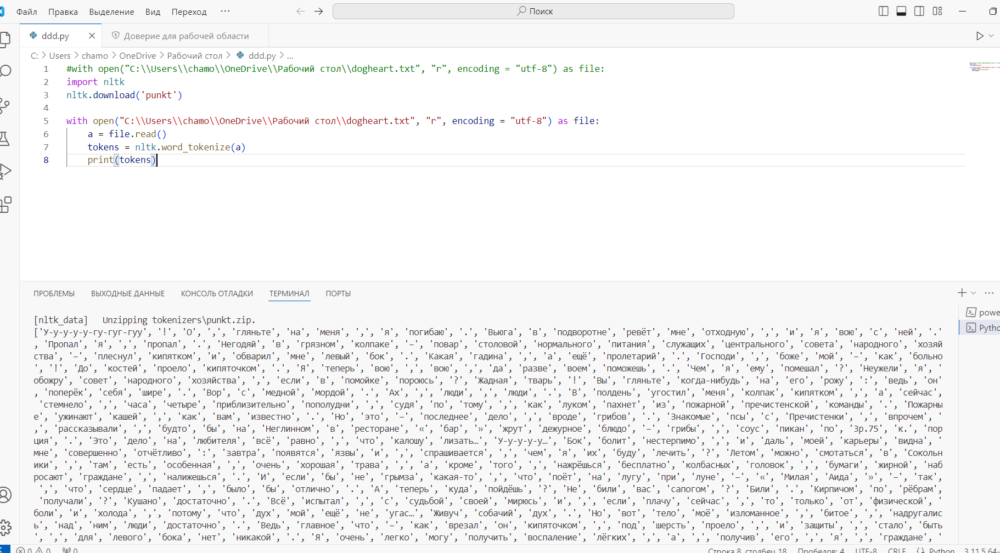 Файл Правка Выделение Вид Переход ··· Поиск
ddd.py Доверие для рабочей области
C: > Users > chamo > OneDrive > Рабочий стол > ddd.py > ...
1 #with open("C:\\Users\\chamo\\OneDrive\\Рабочий стол\\dogheart.txt", "r", encoding = "utf-8") as file:
2 import nltk
3 nltk.download('punkt')
4
5 with open("C:\\Users\\chamo\\OneDrive\\Рабочий стол\\dogheart.txt", "r", encoding = "utf-8") as file:
6 a = file.read()
7 tokens = nltk.word_tokenize(a)
8 print(tokens)
ПРОБЛЕМЫ ВЫХОДНЫЕ ДАННЫЕ КОНСОЛЬ ОТЛАДКИ ТЕРМИНАЛ ПОРТЫ
powe
Pytho
[nltk_data]   Unzipping tokenizers\punkt.zip.
['У-у-у-у-у-гу-гуг-гуу', '!', 'О', ',', 'гляньте', 'на', 'меня', ',', 'я', 'погибаю', '.', 'Вьюга', 'в', 'подворотне', 'ревёт', 'мне', 'отходную', ',', 'и', 'я', 'вою', 'с', 'ней', '.'
, 'Пропал', 'я', ',', 'пропал', '.', 'Негодяй', 'в', 'грязном', 'колпаке', '–', 'повар', 'столовой', 'нормального', 'питания', 'служащих', 'центрального', 'совета', 'народного', 'хозяй
ства', '–', 'плеснул', 'кипятком', 'и', 'обварил', 'мне', 'левый', 'бок', '.', 'Какая', 'гадина', ',', 'а', 'ещё', 'пролетарий', '.', 'Господи', ',', 'боже', 'мой', '–', 'как', 'больно'
, '!', 'До', 'костей', 'проело', 'кипяточком', '.', 'Я', 'теперь', 'вою', ',', 'вою', ',', 'да', 'разве', 'воем', 'поможешь', '.', 'Чем', 'я', 'ему', 'помешал', '?', 'Неужели', 'я', '
обожру', 'совет', 'народного', 'хозяйства', ',', 'если', 'в', 'помойке', 'пороюсь', '?', 'Жадная', 'тварь', '!', 'Вы', 'гляньте', 'когда-нибудь', 'на', 'его', 'рожу', ':', 'ведь', 'он'
, 'поперёк', 'себя', 'шире', '.', 'Вор', 'с', 'медной', 'мордой', '.', 'Ах', ',', 'люди', ',', 'люди', '.', 'В', 'полдень', 'угостил', 'меня', 'колпак', 'кипятком', ',', 'а', 'сейчас',
'стемнело', ',', 'часа', 'четыре', 'приблизительно', 'пополудни', ',', 'судя', 'по', 'тому', ',', 'как', 'луком', 'пахнет', 'из', 'пожарной', 'пречистенской', 'команды', '.', 'Пожарны
е', 'ужинают', 'кашей', ',', 'как', 'вам', 'известно', '.', 'Но', 'это', '–', 'последнее', 'дело', ',', 'вроде', 'грибов', '.', 'Знакомые', 'псы', 'с', 'Пречистенки', ',', 'впрочем', '
,', 'рассказывали', ',', 'будто', 'бы', 'на', 'Неглинном', 'в', 'ресторане', '«', 'бар', '»', 'жрут', 'дежурное', 'блюдо', '–', 'грибы', ',', 'соус', 'пикан', 'по', '3р.75', 'к.', 'пор
ция', '.', 'Это', 'дело', 'на', 'любителя', 'всё', 'равно', ',', 'что', 'калошу', 'лизать…', 'У-у-у-у-у…', 'Бок', 'болит', 'нестерпимо', ',', 'и', 'даль', 'моей', 'карьеры', 'видна', '
мне', 'совершенно', 'отчётливо', ':', 'завтра', 'появятся', 'язвы', 'и', ',', 'спрашивается', ',', 'чем', 'я', 'их', 'буду', 'лечить', '?', 'Летом', 'можно', 'смотаться', 'в', 'Сокольн
ики', ',', 'там', 'есть', 'особенная', ',', 'очень', 'хорошая', 'трава', ',', 'а', 'кроме', 'того', ',', 'нажрёшься', 'бесплатно', 'колбасных', 'головок', ',', 'бумаги', 'жирной', 'наб
росают', 'граждане', ',', 'налижешься', '.', 'И', 'если', 'бы', 'не', 'грымза', 'какая-то', ',', 'что', 'поёт', 'на', 'лугу', 'при', 'луне', '–', '«', 'Милая', 'Аида', '»', '–', 'так',
',', 'что', 'сердце', 'падает', ',', 'было', 'бы', 'отлично', '.', 'А', 'теперь', 'куда', 'пойдёшь', '?', 'Не', 'били', 'вас', 'сапогом', '?', 'Били', '.', 'Кирпичом', 'по', 'рёбрам',
'получали', '?', 'Кушано', 'достаточно', '.', 'Всё', 'испытал', ',', 'с', 'судьбой', 'своей', 'мирюсь', 'и', ',', 'если', 'плачу', 'сейчас', ',', 'то', 'только', 'от', 'физической', '
боли', 'и', 'холода', ',', 'потому', 'что', 'дух', 'мой', 'ещё', 'не', 'угас…', 'Живуч', 'собачий', 'дух', '.', 'Но', 'вот', 'тело', 'моё', 'изломанное', ',', 'битое', ',', 'надругалис
ь', 'над', 'ним', 'люди', 'достаточно', '.', 'Ведь', 'главное', 'что', '–', 'как', 'врезал', 'он', 'кипяточком', ',', 'под', 'шерсть', 'проело', ',', 'и', 'защиты', ',', 'стало', 'быть
', ',', 'для', 'левого', 'бока', 'нет', 'никакой', '.', 'Я', 'очень', 'легко', 'могу', 'получить', 'воспаление', 'лёгких', ',', 'а', ',', 'получив', 'его', ',', 'я', ',', 'граждане', '
0 0 0 Строка 8, столбец 18 Пробелов: 4 UTF-8 CRLF Python 3.11.5 64-